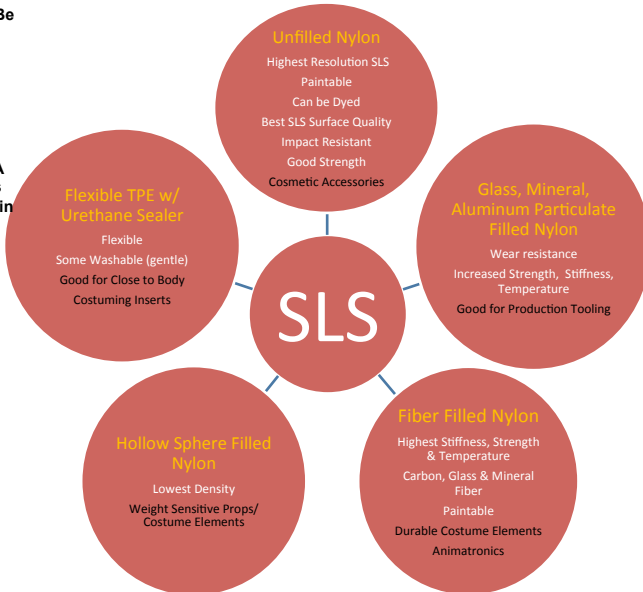 Be
A
s
in
Unfilled Nylon
Highest Resolution SLS
Paintable
Can be Dyed
Best SLS Surface Quality
Impact Resistant
Good Strength
Cosmetic Accessories
Flexible TPE w/
Urethane Sealer
Flexible
Some Washable (gentle)
Good for Close to Body
Costuming Inserts
Glass, Mineral,
Aluminum Particulate
Filled Nylon
Wear resistance
Increased Strength, Stiffness,
Temperature
Good for Production Tooling
SLS
Hollow Sphere Filled
Nylon
Lowest Density
Weight Sensitive Props/
Costume Elements
Fiber Filled Nylon
Highest Stiffness, Strength
& Temperature
Carbon, Glass & Mineral
Fiber
Paintable
Durable Costume Elements
Animatronics